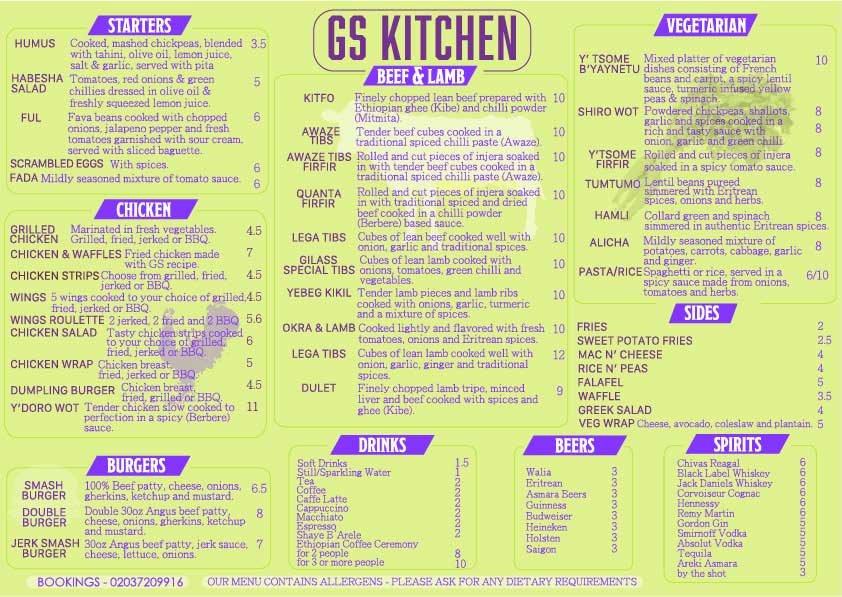 GS KITCHEN
STARTERS
HUMUS Cooked, mashed chickpeas, blended 3.5
with tahini, olive oil, lemon juice,
salt & garlic, served with pita
HABESHA SALAD Tomatoes, red onions & green 5
chillies dressed in olive oil &
freshly squeezed lemon juice.
FUL Fava beans cooked with chopped 6
onions, jalapeno pepper and fresh
tomatoes garnished with sour cream,
served with sliced baguette.
SCRAMBLED EGGS With spices. 6
FADA Mildly seasoned mixture of tomato sauce. 6
CHICKEN
GRILLED CHICKEN Marinated in fresh vegetables. 4.5
Grilled, fried, jerked or BBQ.
CHICKEN & WAFFLES Fried chicken made 7
with GS recipe.
CHICKEN STRIPS Choose from grilled, fried, 4.5
jerked or BBQ.
WINGS 5 wings cooked to your choice of grilled, 4.5
fried, jerked or BBQ.
WINGS ROULETTE 2 jerked, 2 fried and 2 BBQ 5.6
CHICKEN SALAD Tasty chicken strips cooked
to your choice of grilled, 6
fried, jerked or BBQ.
CHICKEN WRAP Chicken breast, 5
fried, jerked or BBQ.
DUMPLING BURGER Chicken breast, 4.5
fried, grilled or BBQ.
Y'DORO WOT Tender chicken slow cooked to 11
perfection in a spicy (Berbere)
sauce.
BURGERS
SMASH BURGER 100% Beef patty, cheese, onions, 6.5
gherkins, ketchup and mustard.
DOUBLE BURGER Double 30oz Angus beef patty, 8
cheese, onions, gherkins, ketchup
and mustard.
JERK SMASH BURGER 30oz Angus beef patty, jerk sauce, 7
cheese, lettuce, onions.
BEEF & LAMB
KITFO Finely chopped lean beef prepared with 10
Ethiopian ghee (Kibe) and chilli powder
(Mitmita).
AWAZE TIBS Tender beef cubes cooked in a 10
traditional spiced chilli paste (Awaze).
AWAZE TIBS FIRFIR Rolled and cut pieces of injera soaked 10
in with tender beef cubes cooked in a
traditional spiced chilli paste (Awaze).
QUANTA FIRFIR Rolled and cut pieces of injera soaked 10
in with traditional spiced and dried
beef cooked in a chilli powder
(Berbere) based sauce.
LEGA TIBS Cubes of lean beef cooked well with 10
onion, garlic and traditional spices.
GILASS SPECIAL TIBS Cubes of lean lamb cooked with 10
onions, tomatoes, green chilli and
vegetables.
YEBEG KIKIL Tender lamb pieces and lamb ribs 10
cooked with onions, garlic, turmeric
and a mixture of spices.
OKRA & LAMB Cooked lightly and flavored with fresh 10
tomatoes, onions and Eritrean spices.
LEGA TIBS Cubes of lean lamb cooked well with 12
onion, garlic, ginger and traditional
spices.
DULET Finely chopped lamb tripe, minced 9
liver and beef cooked with spices and
ghee (Kibe).
VEGETARIAN
Y' TSOME B'YAYNETU Mixed platter of vegetarian 10
dishes consisting of French
beans and carrot, a spicy lentil
sauce, turmeric infused yellow
peas & spinach.
SHIRO WOT Powdered chickpeas, shallots, 8
garlic and spices cooked in a
rich and tasty sauce with 8
onion, garlic and green chilli.
Y'TSOME FIRFIR Rolled and cut pieces of injera 8
soaked in a spicy tomato sauce.
TUMTUMO Lentil beans pureed 8
simmered with Eritrean
spices, onions and herbs.
HAMLI Collard green and spinach 8
simmered in authentic Eritrean spices.
ALICHA Mildly seasoned mixture of 8
potatoes, carrots, cabbage, garlic
and ginger.
PASTA/RICE Spaghetti or rice, served in a 6/10
spicy sauce made from onions,
tomatoes and herbs.
SIDES
FRIES 2
SWEET POTATO FRIES 2.5
MAC N' CHEESE 4
RICE N' PEAS 4
FALAFEL 5
WAFFLE 3.5
GREEK SALAD 4
VEG WRAP Cheese, avocado, coleslaw and plantain. 5
DRINKS
Soft Drinks 1.5
Still/Sparkling Water 1
Tea 2
Coffee 2
Caffe Latte 2
Cappuccino 2
Macchiato 2
Espresso 2
Shaye B'Arele 2
Ethiopian Coffee Ceremony
for 2 people 8
for 3 or more people 10
BEERS
Walia 3
Eritrean 3
Asmara Beers 3
Guinness 3
Budweiser 3
Heineken 3
Holsten 3
Saigon 3
SPIRITS
Chivas Reagal 6
Black Label Whiskey 6
Jack Daniels Whiskey 6
Corvoiseur Cognac 6
Hennessy 6
Remy Martin 6
Gordon Gin 5
Smirnoff Vodka 5
Absolut Vodka 5
Tequila 5
Areki Asmara 5
by the shot 3
BOOKINGS - 02037209916
OUR MENU CONTAINS ALLERGENS - PLEASE ASK FOR ANY DIETARY REQUIREMENTS